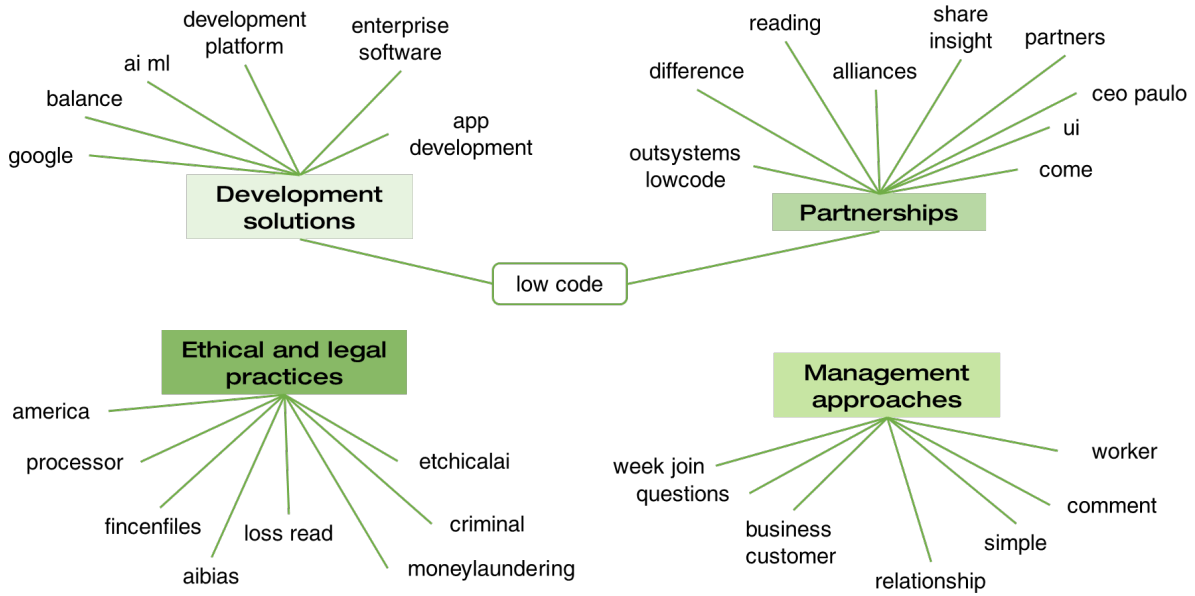 development
platform
enterprise
software
ai ml
balance
google
app
development
Development
solutions
reading
share
insight
partners
difference
alliances
ceo paulo
ui
outsystems
lowcode
come
Partnerships
low code
Ethical and legal
practices
america
processor
fincenfiles
aibias
loss read
etchicalai
criminal
moneylaundering
Management
approaches
week join
questions
business
customer
relationship
simple
comment
worker